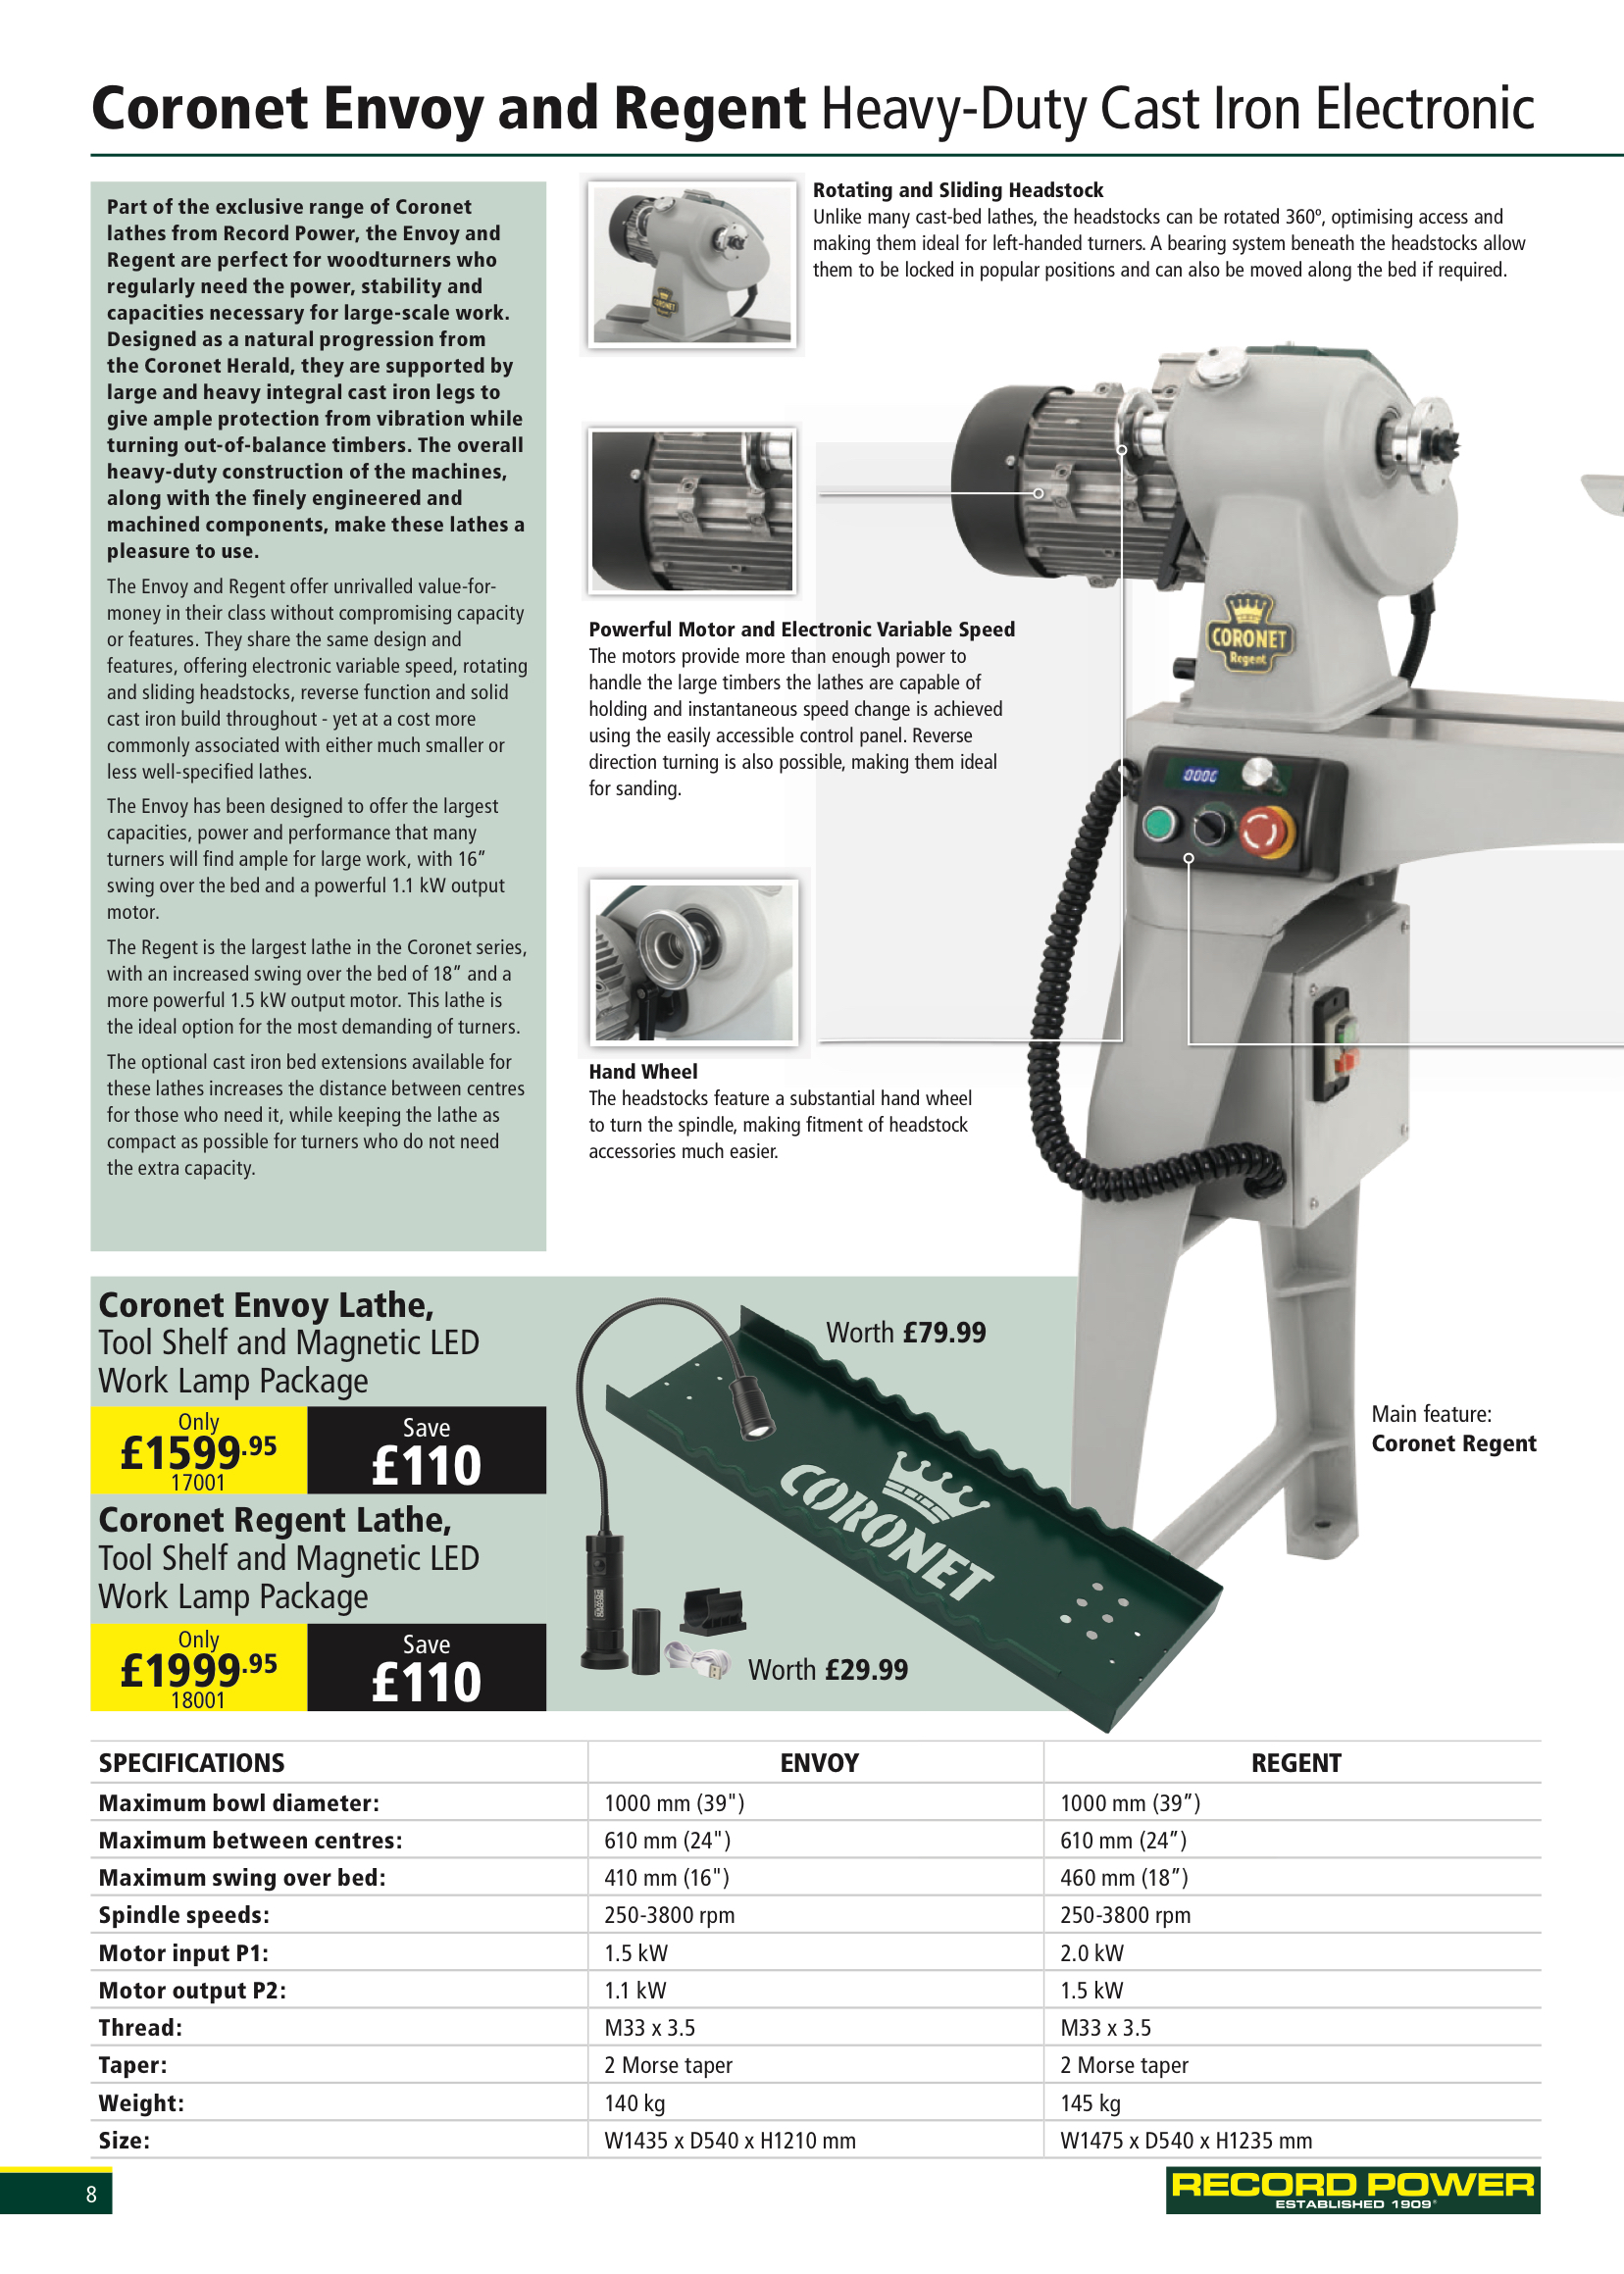 Coronet Envoy and Regent Heavy-Duty Cast Iron Electronic
Part of the exclusive range of Coronet
lathes from Record Power, the Envoy and
Regent are perfect for woodturners who
regularly need the power, stability and
capacities necessary for large-scale work.
Designed as a natural progression from
the Coronet Herald, they are supported by
large and heavy integral cast iron legs to
give ample protection from vibration while
turning out-of-balance timbers. The overall
heavy-duty construction of the machines,
along with the finely engineered and
machined components, make these lathes a
pleasure to use.
The Envoy and Regent offer unrivalled value-for-
money in their class without compromising capacity
or features. They share the same design and
features, offering electronic variable speed, rotating
and sliding headstocks, reverse function and solid
cast iron build throughout - yet at a cost more
commonly associated with either much smaller or
less well-specified lathes.
The Envoy has been designed to offer the largest
capacities, power and performance that many
turners will find ample for large work, with 16”
swing over the bed and a powerful 1.1 kW output
motor.
The Regent is the largest lathe in the Coronet series,
with an increased swing over the bed of 18” and a
more powerful 1.5 kW output motor. This lathe is
the ideal option for the most demanding of turners.
The optional cast iron bed extensions available for
these lathes increases the distance between centres
for those who need it, while keeping the lathe as
compact as possible for turners who do not need
the extra capacity.
Rotating and Sliding Headstock
Unlike many cast-bed lathes, the headstocks can be rotated 360º, optimising access and
making them ideal for left-handed turners. A bearing system beneath the headstocks allow
them to be locked in popular positions and can also be moved along the bed if required.
CORONET
Regent
Powerful Motor and Electronic Variable Speed
The motors provide more than enough power to
handle the large timbers the lathes are capable of
holding and instantaneous speed change is achieved
using the easily accessible control panel. Reverse
direction turning is also possible, making them ideal
for sanding.
CORONET
Regent
Hand Wheel
The headstocks feature a substantial hand wheel
to turn the spindle, making fitment of headstock
accessories much easier.
Coronet Envoy Lathe,
Tool Shelf and Magnetic LED
Work Lamp Package
Only
£1599.95
17001
Save
£110
Coronet Regent Lathe,
Tool Shelf and Magnetic LED
Work Lamp Package
Only
£1999.95
18001
Save
£110
Worth £79.99
CORONET
Worth £29.99
Main feature:
Coronet Regent
SPECIFICATIONS ENVOY REGENT
Maximum bowl diameter: 1000 mm (39") 1000 mm (39”)
Maximum between centres: 610 mm (24") 610 mm (24”)
Maximum swing over bed: 410 mm (16") 460 mm (18”)
Spindle speeds: 250-3800 rpm 250-3800 rpm
Motor input P1: 1.5 kW 2.0 kW
Motor output P2: 1.1 kW 1.5 kW
Thread: M33 x 3.5 M33 x 3.5
Taper: 2 Morse taper 2 Morse taper
Weight: 140 kg 145 kg
Size: W1435 x D540 x H1210 mm W1475 x D540 x H1235 mm
8
RECORD POWER
ESTABLISHED 1909®